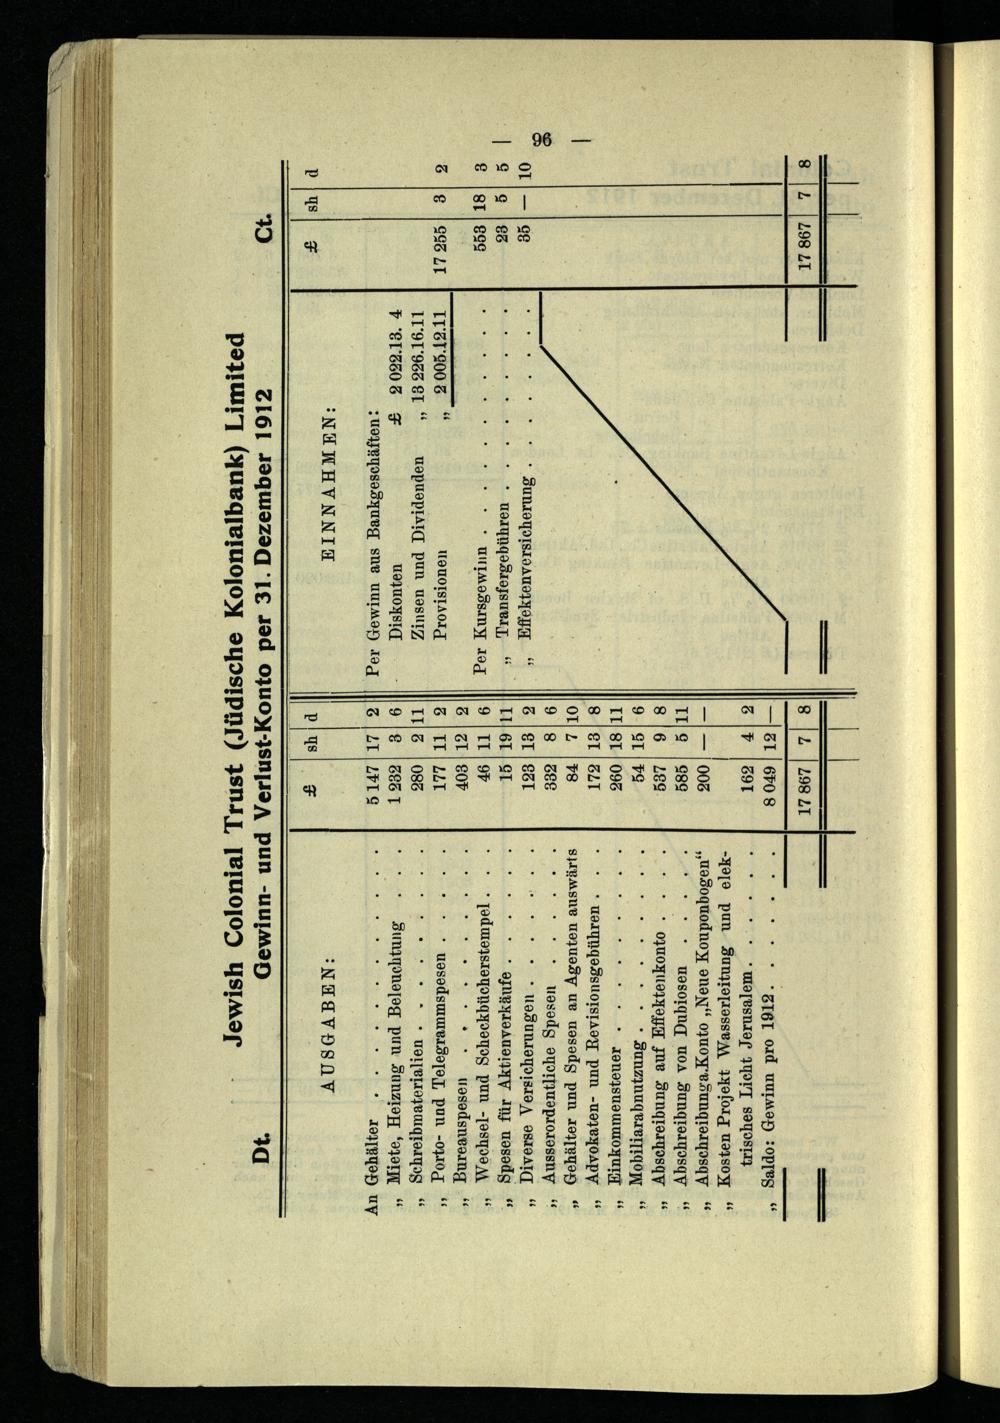 — 96 —
Jewish Colonial Trust (Jüdische Kolonialbank) Limited
Dt. Gewinn- und Verlust-Konto per 31. Dezember 1912 Ct.
AUSGABEN: £ sh d
An Gehälter . . . . . . . . . 5 147 17 2
„ Miete, Heizung und Beleuchtung . . . 1 232 3 6
„ Schreibmaterialien . . . . . . . 280 2 11
„ Porto- und Telegrammspesen . . . . 177 11 2
„ Bureauspesen . . . . . . . 403 12 2
„ Wechsel- und Scheckbücherstempel . . . 46 11 6
„ Spesen für Aktienverkäufe . . . . . 15 19 11
„ Diverse Versicherungen . . . . . . 123 13 2
„ Ausserordentliche Spesen . . . . . 332 8 6
„ Gehälter und Spesen an Agenten auswärts 84 7 10
„ Advokaten- und Revisionsgebühren . . . 172 13 8
„ Einkommensteuer . . . . . . . 260 18 11
„ Mobiliarabnutzung . . . . . . . 54 15 6
„ Abschreibung auf Effektenkonto . . . . 537 9 8
„ Abschreibung von Dubiosen . . . . 585 5 11
„ Abschreibunga.Konto „Neue Kouponbogen“ 200 — —
„ Kosten Projekt Wasserleitung und elek-
trisches Licht Jerusalem . . . . . 162 4 2
„ Saldo: Gewinn pro 1912 . . . . . . 8 049 12 —
17 867 7 8
EINNAHMEN: £ sh d
Per Gewinn aus Bankgeschäften:
Diskonten £ 2 022.13. 4
Zinsen und Dividenden „ 13 226.16.11
Provisionen „ 2 005.12.11 17 255 3 2
Per Kursgewinn . . . . . . . . 553 18 3
„ Transfergebühren . . . . . . . 23 5 5
„ Effektenversicherung . . . . . . 35 — 10
17 867 7 8